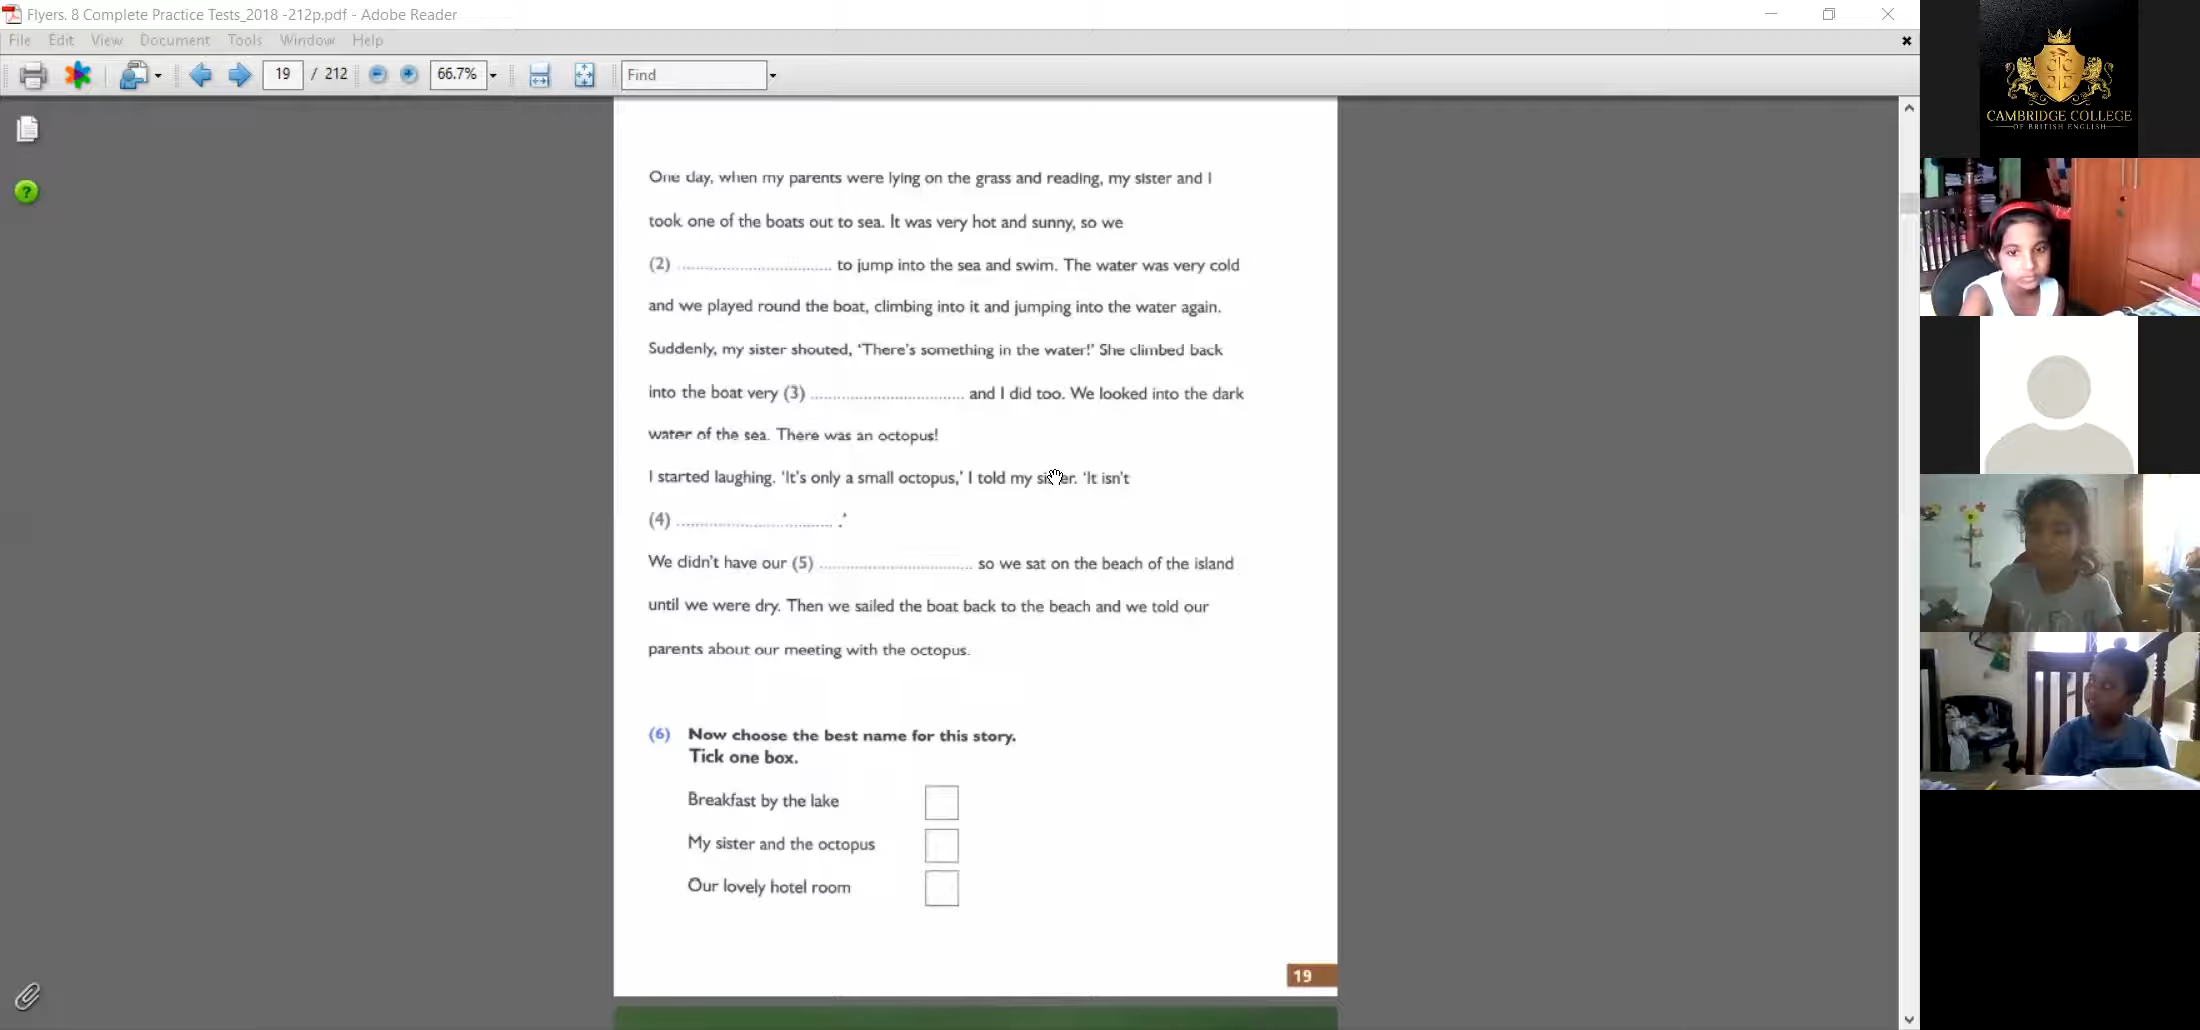 Flyers. 8 Complete Practice Tests_2018 -212p.pdf - Adobe Reader
File Edit View Document Tools Window Help
19 / 212 66.7% Find
One day, when my parents were lying on the grass and reading, my sister and I
took one of the boats out to sea. It was very hot and sunny, so we
(2) .................................... to jump into the sea and swim. The water was very cold
and we played round the boat, climbing into it and jumping into the water again.
Suddenly, my sister shouted, ‘There’s something in the water!’ She climbed back
into the boat very (3) .................................... and I did too. We looked into the dark
water of the sea. There was an octopus!
I started laughing. ‘It’s only a small octopus,’ I told my sister. ‘It isn’t
(4) .................................... .’
We didn’t have our (5) .................................... so we sat on the beach of the island
until we were dry. Then we sailed the boat back to the beach and we told our
parents about our meeting with the octopus.
(6) Now choose the best name for this story.
Tick one box.
Breakfast by the lake
My sister and the octopus
Our lovely hotel room
19
CAMBRIDGE COLLEGE
OF BRITISH ENGLISH